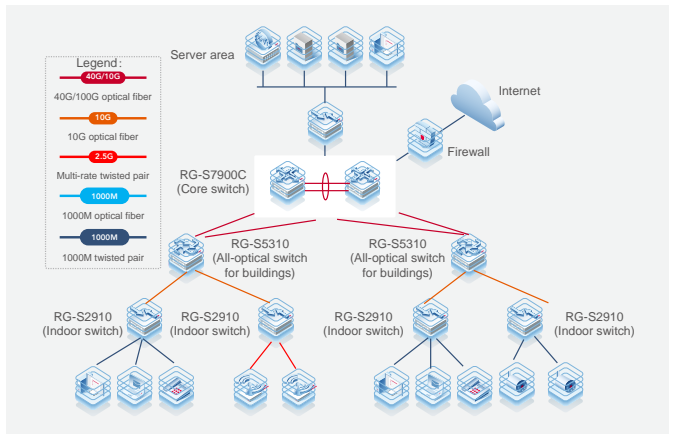 Server area
Legend:
40G/10G
40G/100G optical fiber
10G
10G optical fiber
2.5G
Multi-rate twisted pair
1000M
1000M optical fiber
1000M
1000M twisted pair
Internet
Firewall
RG-S7900C
(Core switch)
RG-S5310
(All-optical switch
for buildings)
RG-S5310
(All-optical switch
for buildings)
RG-S2910
(Indoor switch)
RG-S2910
(Indoor switch)
RG-S2910
(Indoor switch)
RG-S2910
(Indoor switch)